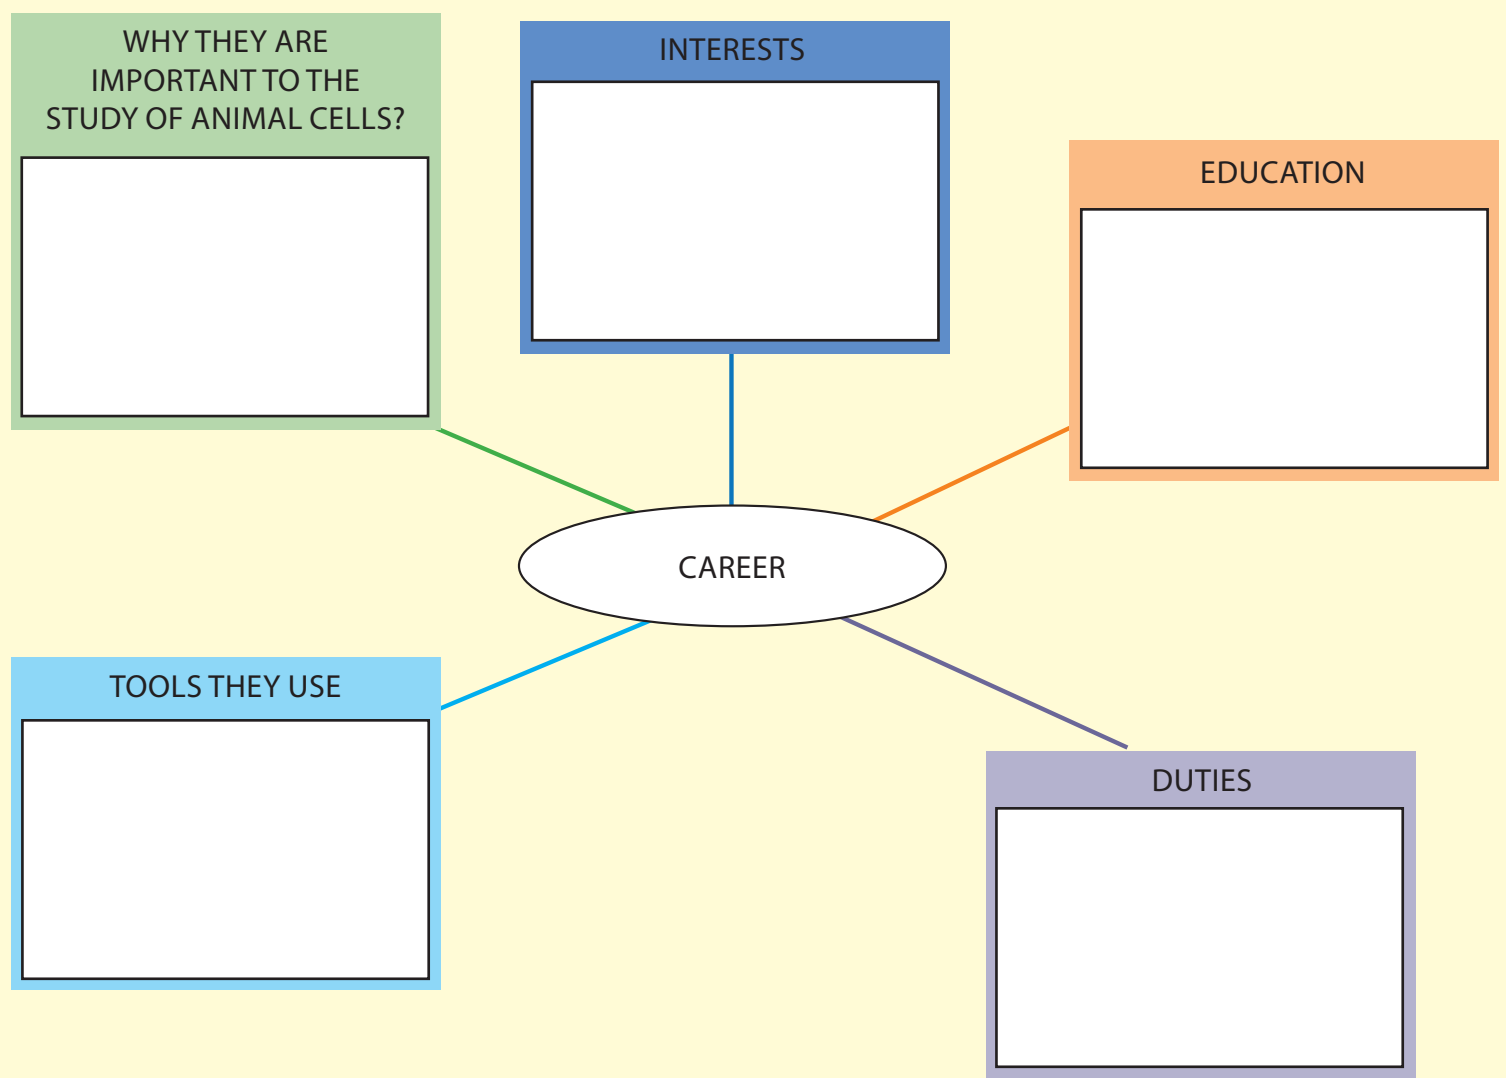 WHY THEY ARE
IMPORTANT TO THE
STUDY OF ANIMAL CELLS?
INTERESTS
EDUCATION
CAREER
TOOLS THEY USE
DUTIES